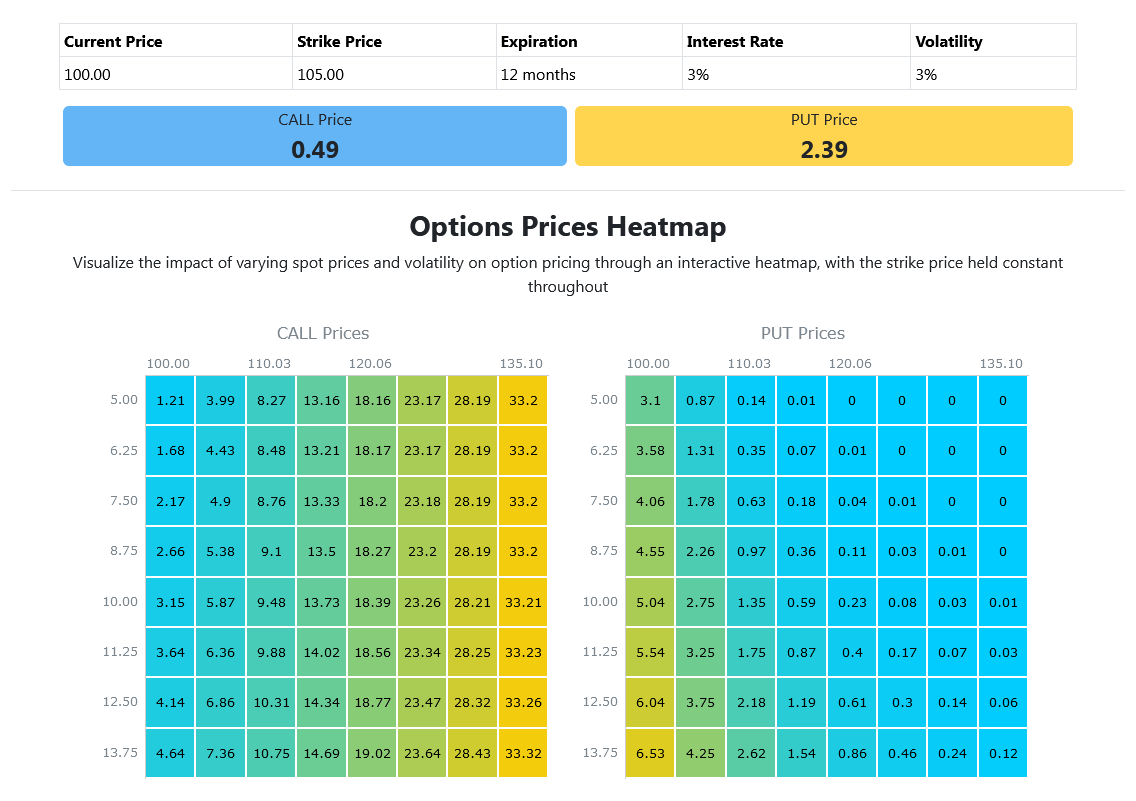 Current Price Strike Price Expiration Interest Rate Volatility
100.00 105.00 12 months 3% 3%
CALL Price PUT Price
0.49 2.39
Options Prices Heatmap
Visualize the impact of varying spot prices and volatility on option pricing through an interactive heatmap, with the strike price held constant
throughout
CALL Prices
100.00 110.03 120.06 135.10
5.00 1.21 3.99 8.27 13.16 18.16 23.17 28.19 33.2
6.25 1.68 4.43 8.48 13.21 18.17 23.17 28.19 33.2
7.50 2.17 4.9 8.76 13.33 18.2 23.18 28.19 33.2
8.75 2.66 5.38 9.1 13.5 18.27 23.2 28.19 33.2
10.00 3.15 5.87 9.48 13.73 18.39 23.26 28.21 33.21
11.25 3.64 6.36 9.88 14.02 18.56 23.34 28.25 33.23
12.50 4.14 6.86 10.31 14.34 18.77 23.47 28.32 33.26
13.75 4.64 7.36 10.75 14.69 19.02 23.64 28.43 33.32
PUT Prices
100.00 110.03 120.06 135.10
5.00 3.1 0.87 0.14 0.01 0 0 0 0
6.25 3.58 1.31 0.35 0.07 0.01 0 0 0
7.50 4.06 1.78 0.63 0.18 0.04 0.01 0 0
8.75 4.55 2.26 0.97 0.36 0.11 0.03 0.01 0
10.00 5.04 2.75 1.35 0.59 0.23 0.08 0.03 0.01
11.25 5.54 3.25 1.75 0.87 0.4 0.17 0.07 0.03
12.50 6.04 3.75 2.18 1.19 0.61 0.3 0.14 0.06
13.75 6.53 4.25 2.62 1.54 0.86 0.46 0.24 0.12